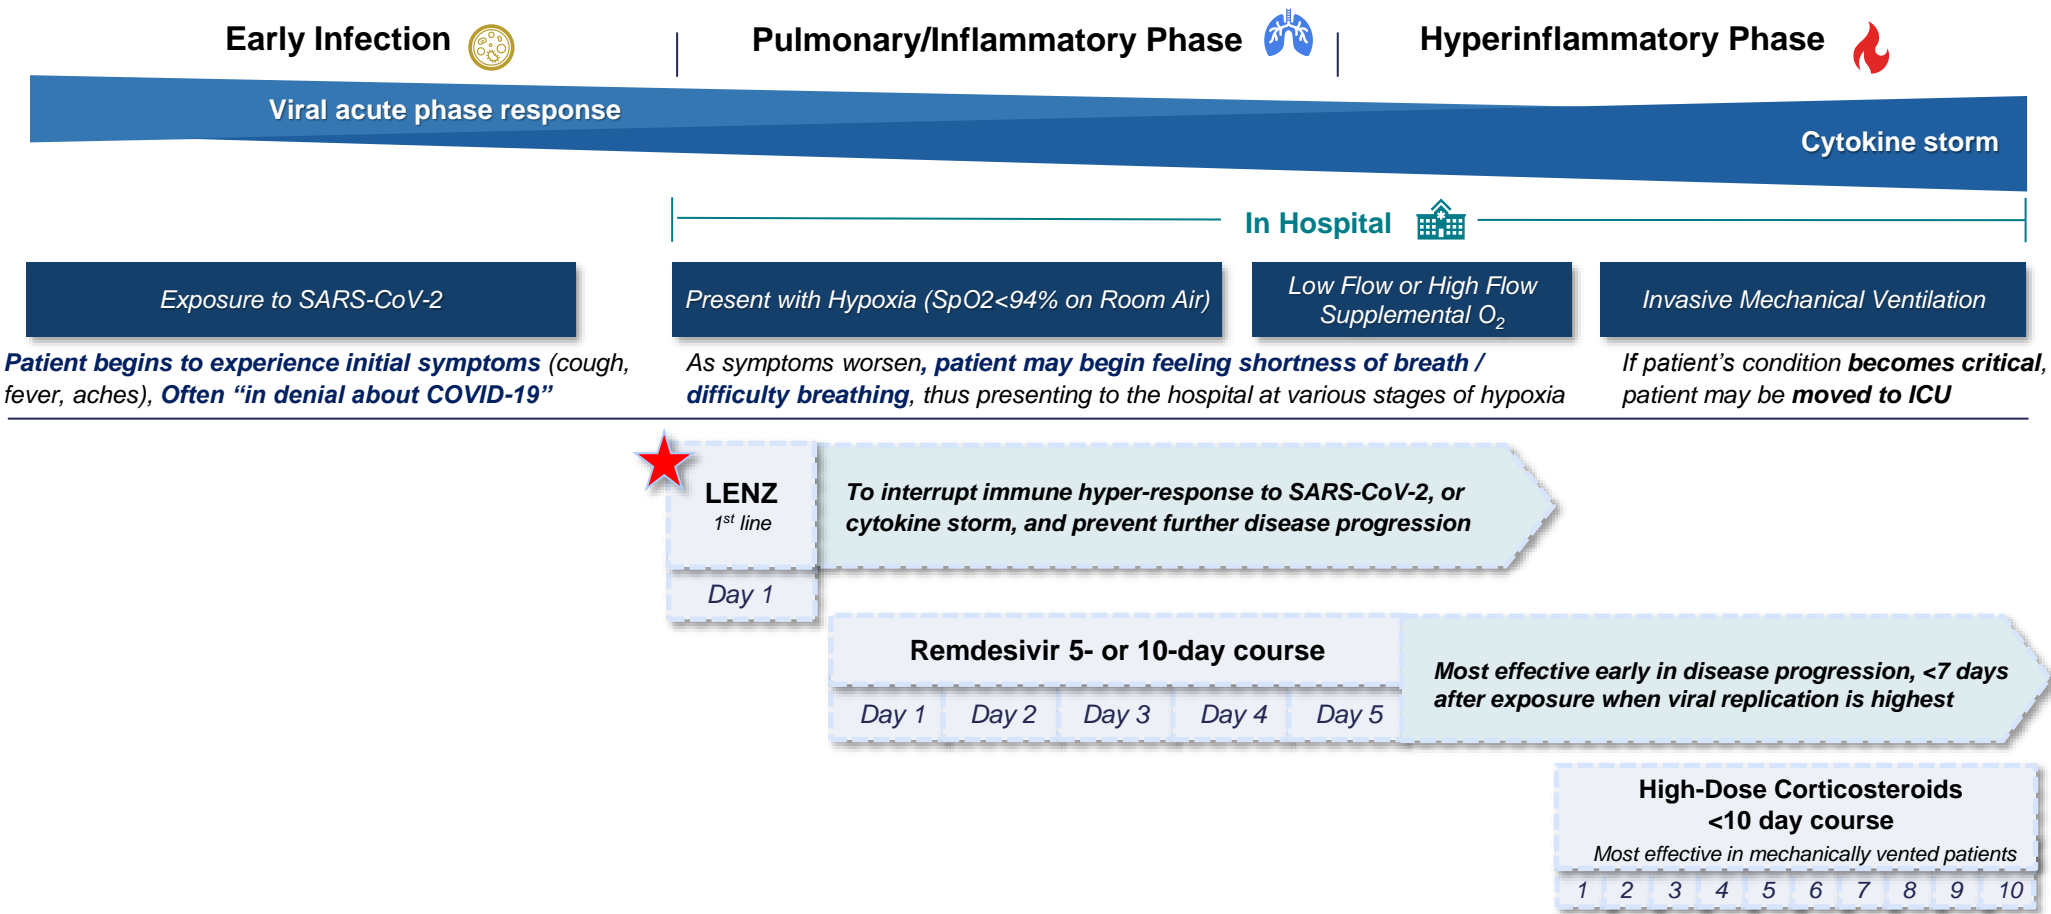 Early Infection
Pulmonary/Inflammatory Phase
Hyperinflammatory Phase
Viral acute phase response
Cytokine storm
In Hospital
Exposure to SARS-CoV-2
Present with Hypoxia (SpO2<94% on Room Air)
Low Flow or High Flow
Supplemental O₂
Invasive Mechanical Ventilation
Patient begins to experience initial symptoms (cough,
fever, aches), Often “in denial about COVID-19”
As symptoms worsen, patient may begin feeling shortness of breath /
difficulty breathing, thus presenting to the hospital at various stages of hypoxia
If patient’s condition becomes critical,
patient may be moved to ICU
LENZ
1st line
Day 1
To interrupt immune hyper-response to SARS-CoV-2, or
cytokine storm, and prevent further disease progression
Remdesivir 5- or 10-day course
Day 1 Day 2 Day 3 Day 4 Day 5
Most effective early in disease progression, <7 days
after exposure when viral replication is highest
High-Dose Corticosteroids
<10 day course
Most effective in mechanically vented patients
1 2 3 4 5 6 7 8 9 10